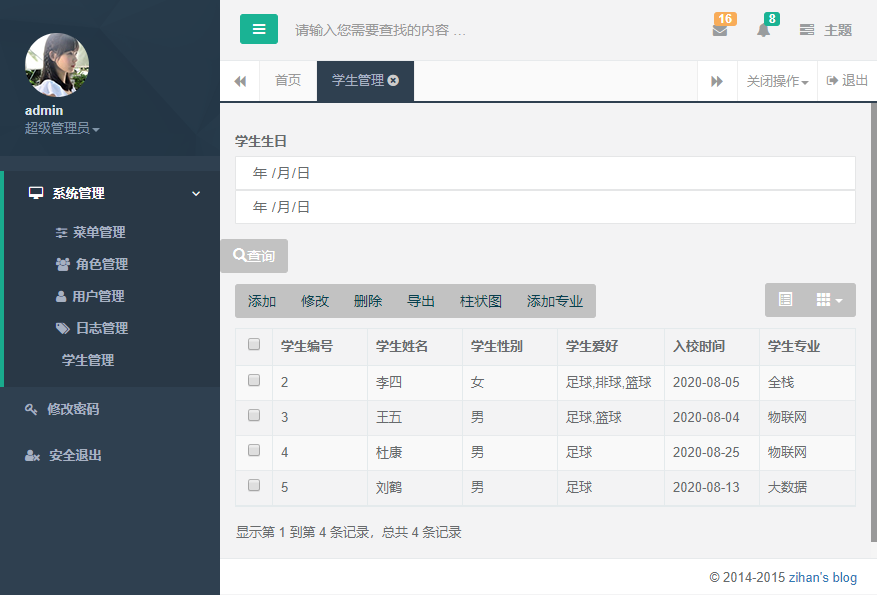 admin
超级管理员
系统管理
菜单管理
角色管理
用户管理
日志管理
学生管理
修改密码
安全退出
请输入您需要查找的内容 …
16
8
主题
首页
学生管理
关闭操作
退出
学生生日
年 /月/日
年 /月/日
查询
添加 修改 删除 导出 柱状图 添加专业
学生编号 学生姓名 学生性别 学生爱好 入校时间 学生专业
2 李四 女 足球,排球,篮球 2020-08-05 全栈
3 王五 男 足球,篮球 2020-08-04 物联网
4 杜康 男 足球 2020-08-25 物联网
5 刘鹤 男 足球 2020-08-13 大数据
显示第 1 到第 4 条记录，总共 4 条记录
© 2014-2015 zihan's blog